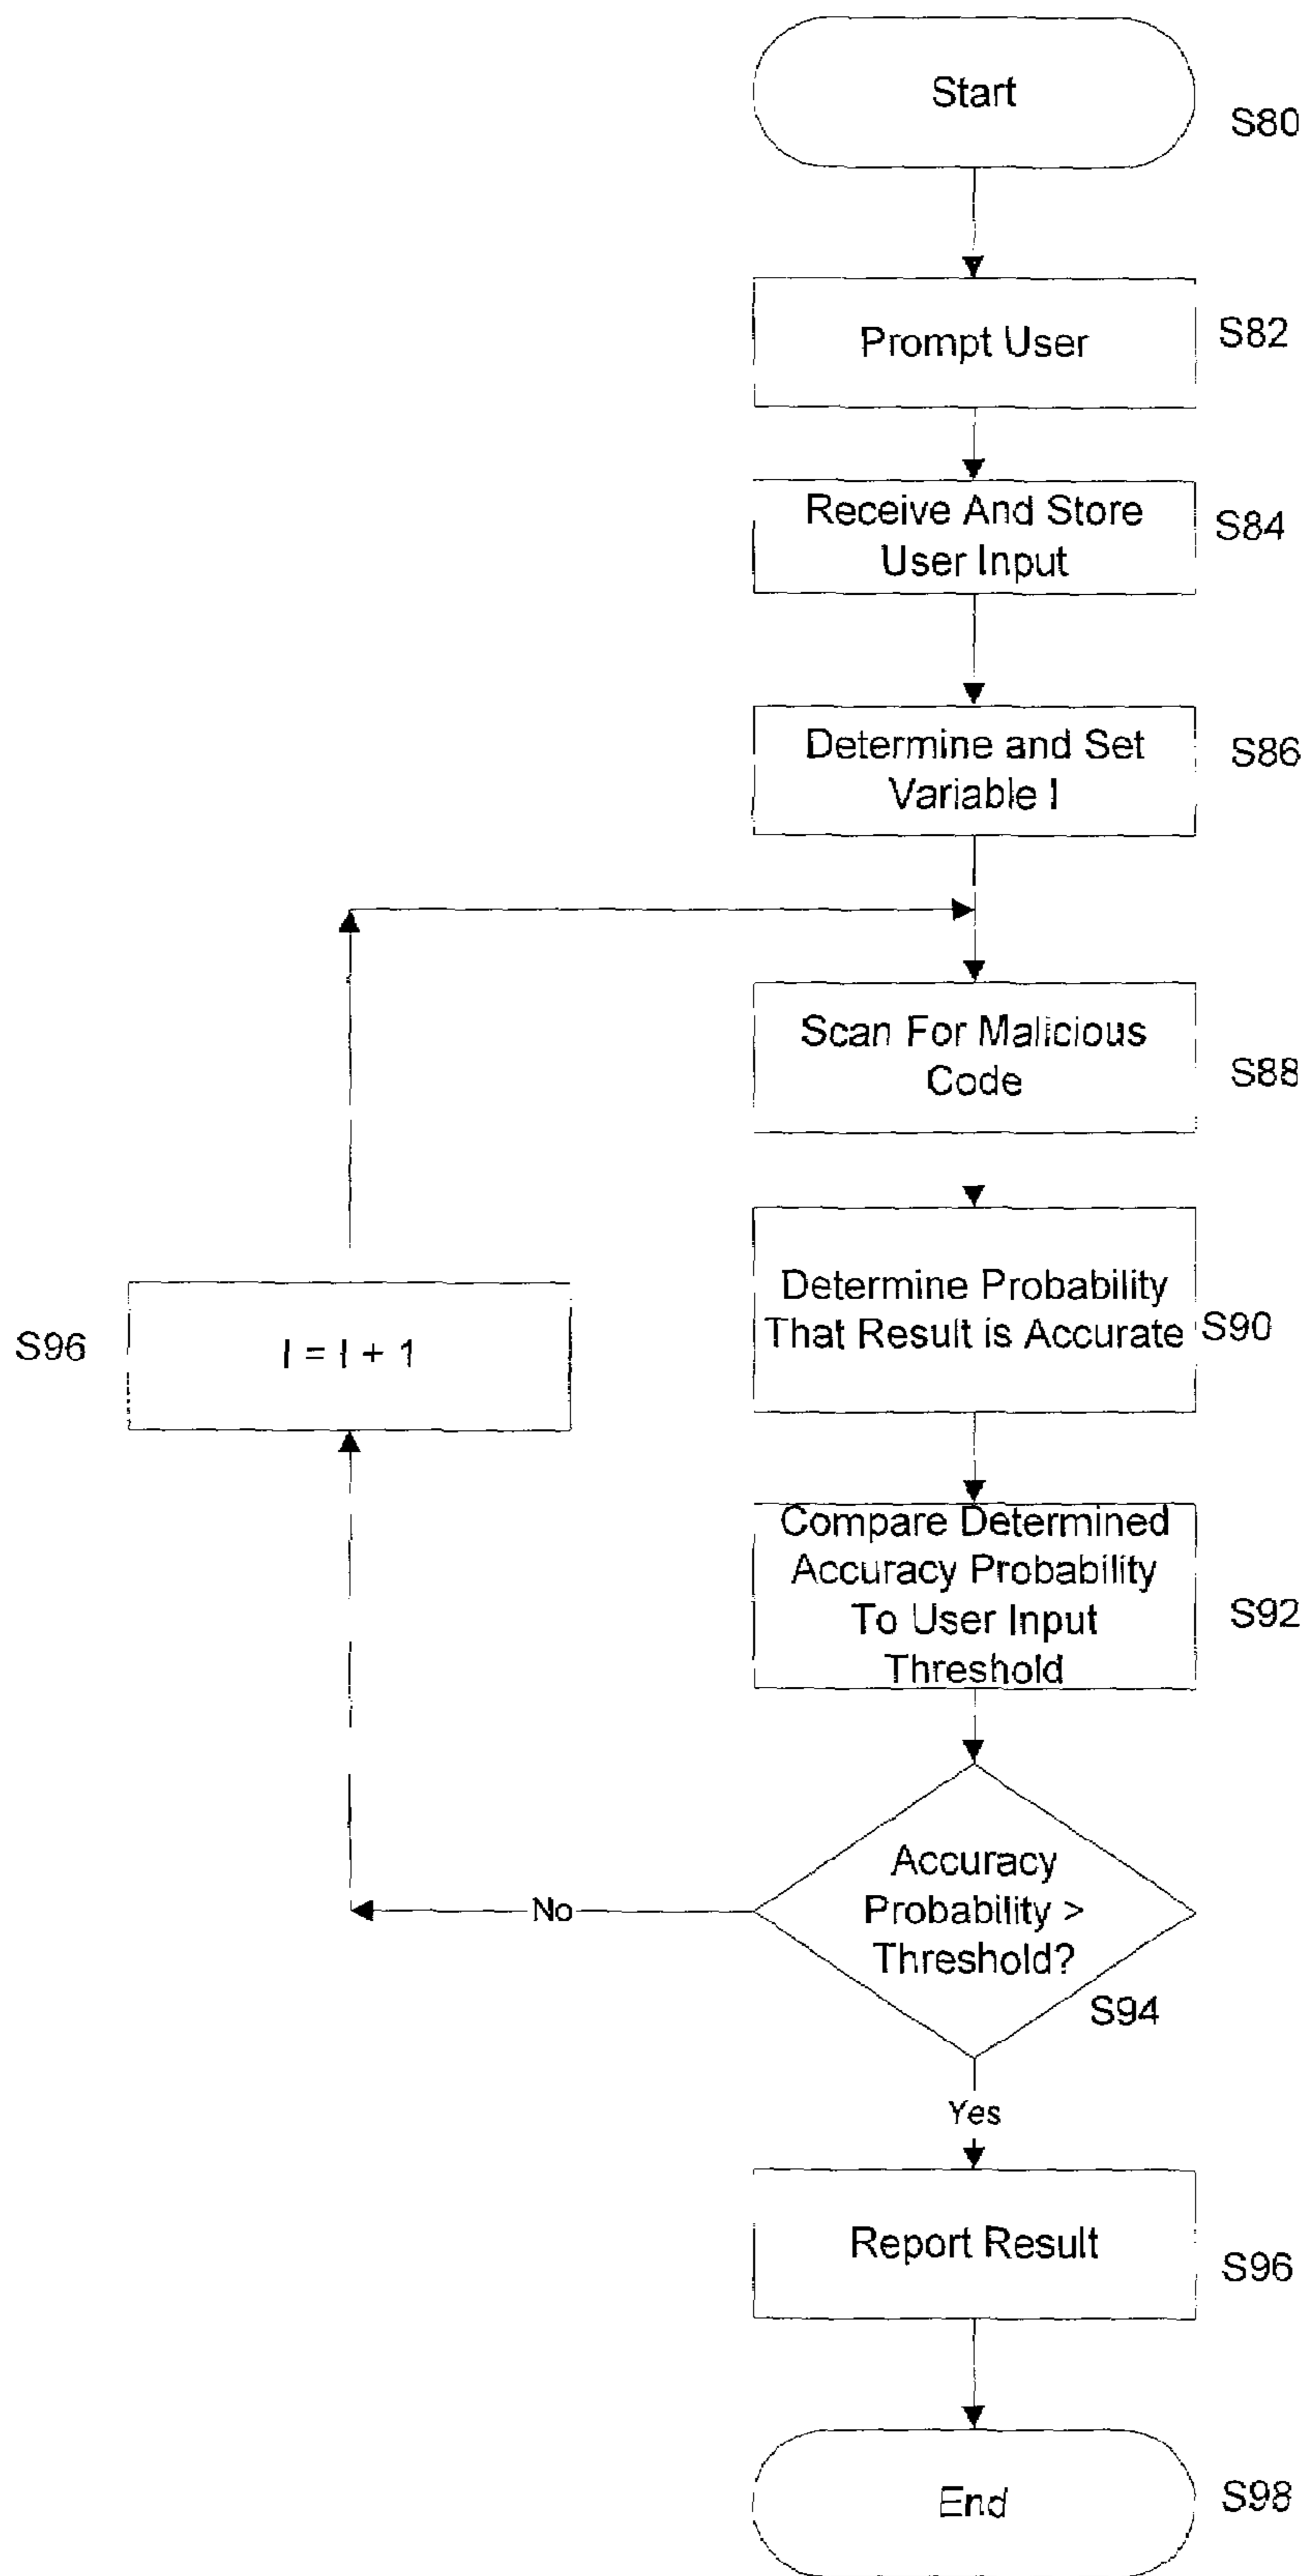 Start
S80
Prompt User
S82
Receive And Store
User Input
S84
Determine and Set
Variable I
S86
Scan For Malicious
Code
S88
Determine Probability
That Result is Accurate
S90
S96
I = I + 1
Compare Determined
Accuracy Probability
To User Input
Threshold
S92
Accuracy
Probability >
Threshold?
No
S94
Yes
Report Result
S96
End
S98